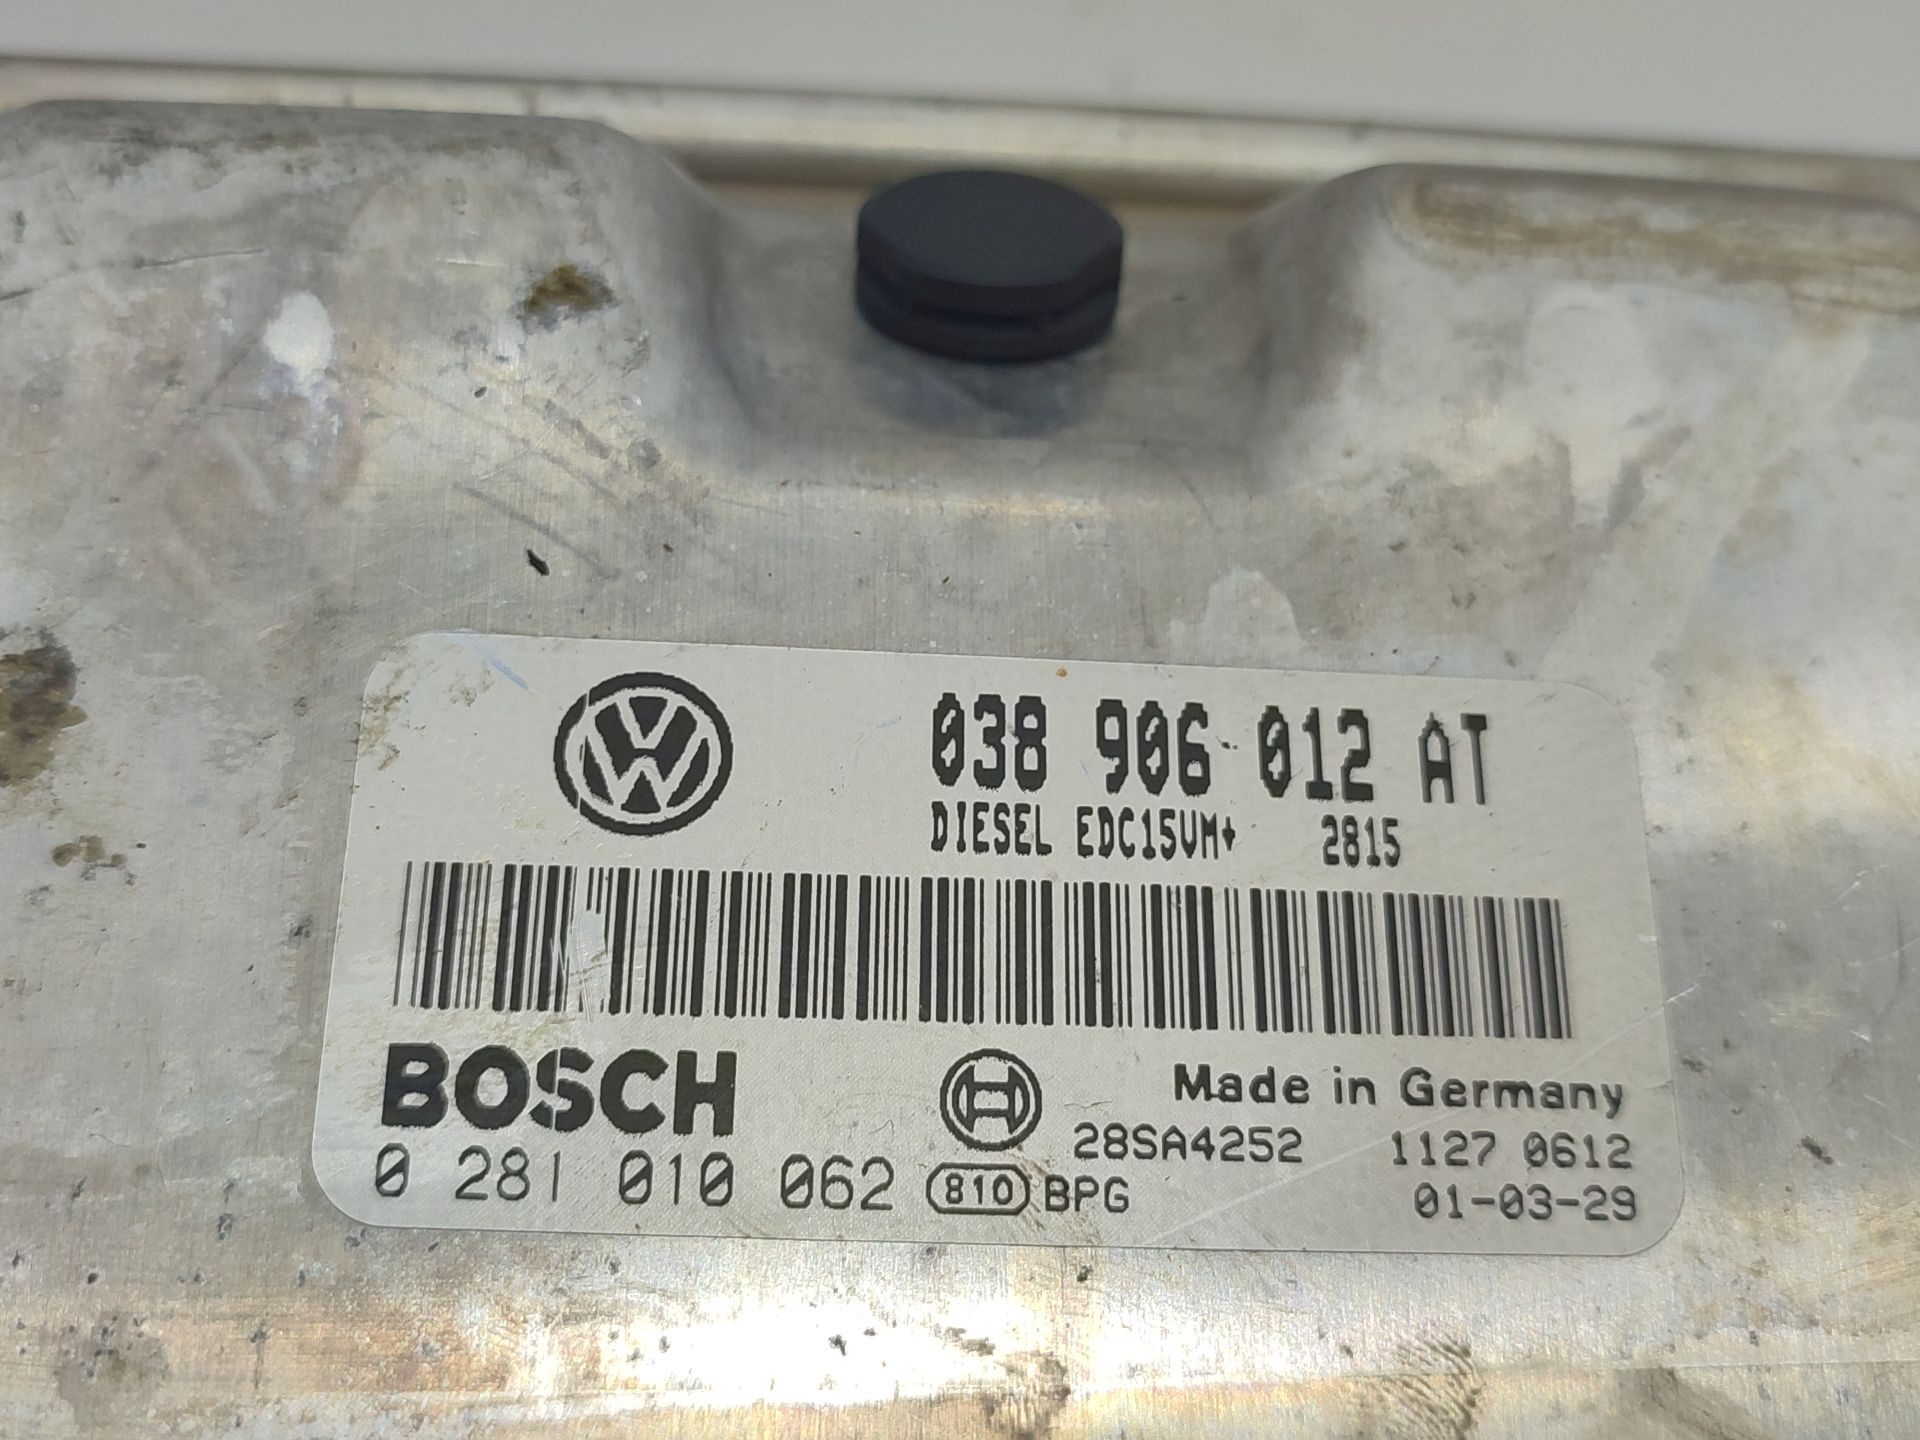 038 906 012 AT
DIESEL EDC15VM+ 2815
BOSCH
Made in Germany
28SA4252 1127 0612
0 281 010 062 810 BPG 01-03-29